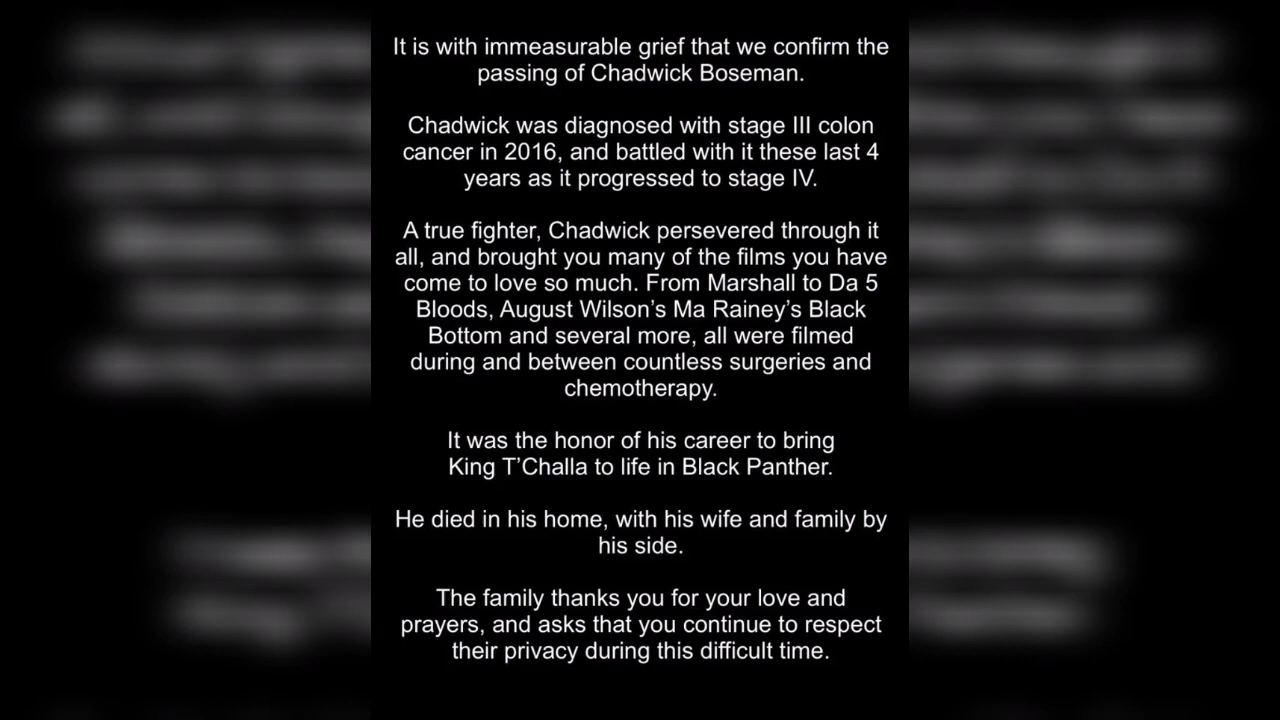 It is with immeasurable grief that we confirm the
passing of Chadwick Boseman.
Chadwick was diagnosed with stage III colon
cancer in 2016, and battled with it these last 4
years as it progressed to stage IV.
A true fighter, Chadwick persevered through it
all, and brought you many of the films you have
come to love so much. From Marshall to Da 5
Bloods, August Wilson’s Ma Rainey’s Black
Bottom and several more, all were filmed
during and between countless surgeries and
chemotherapy.
It was the honor of his career to bring
King T’Challa to life in Black Panther.
He died in his home, with his wife and family by
his side.
The family thanks you for your love and
prayers, and asks that you continue to respect
their privacy during this difficult time.